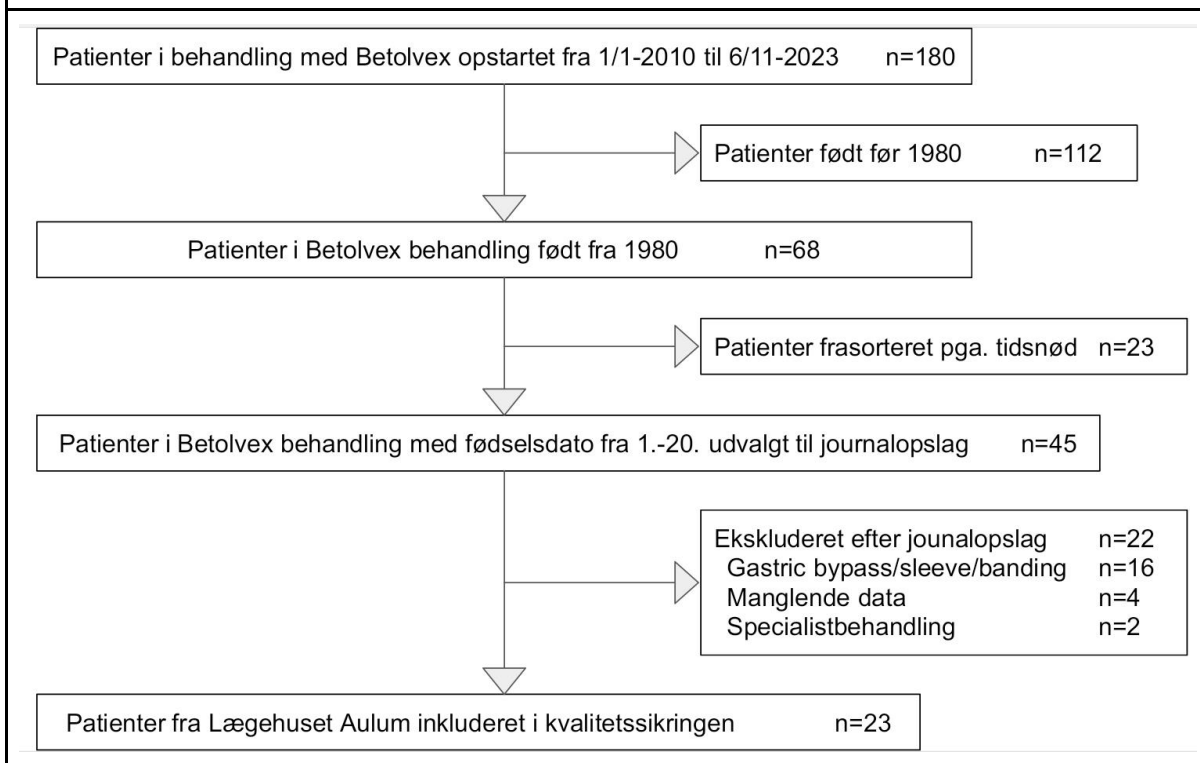 Patienter i behandling med Betolvex opstartet fra 1/1-2010 til 6/11-2023 n=180
Patienter født før 1980 n=112
Patienter i Betolvex behandling født fra 1980 n=68
Patienter frasorteret pga. tidsnød n=23
Patienter i Betolvex behandling med fødselsdato fra 1.-20. udvalgt til journalopslag n=45
Ekskluderet efter jounalopslag n=22
Gastric bypass/sleeve/banding n=16
Manglende data n=4
Specialistbehandling n=2
Patienter fra Lægehuset Aulum inkluderet i kvalitetssikringen n=23